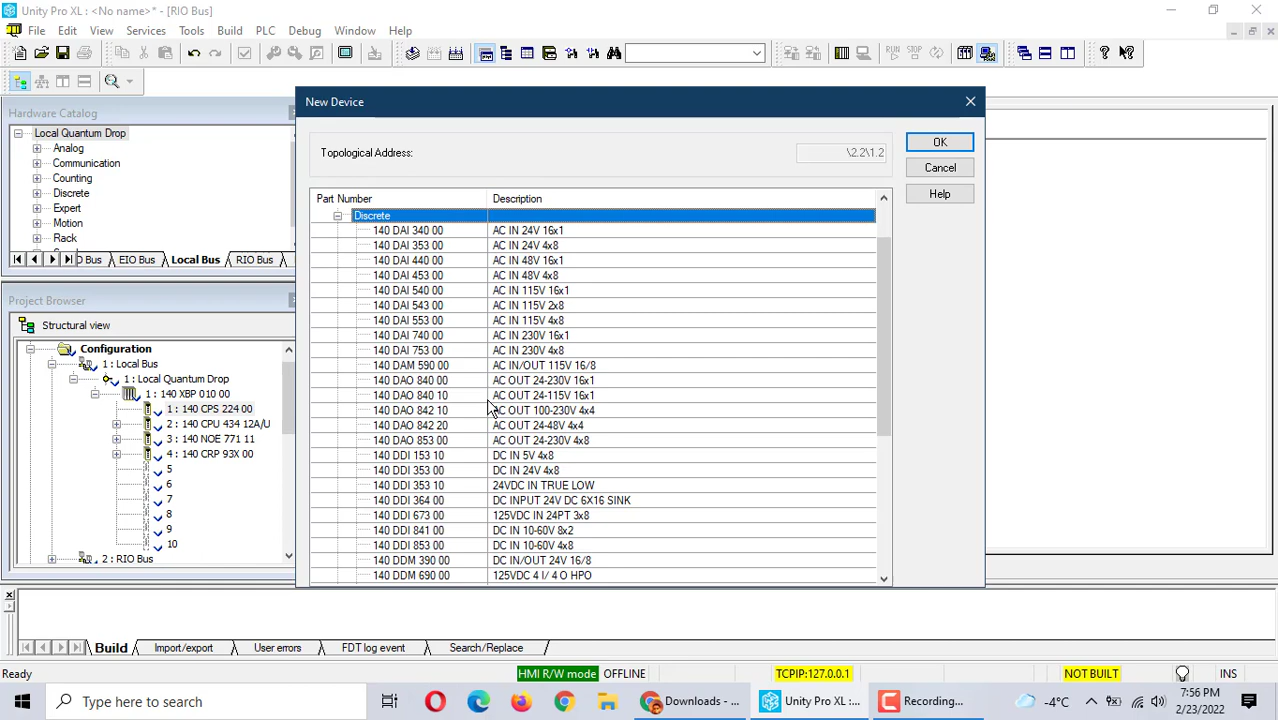 Unity Pro XL : <No name>* - [RIO Bus]
File Edit View Services Tools Build PLC Debug Window Help
RUN STOP
Hardware Catalog
Local Quantum Drop
Analog
Communication
Counting
Discrete
Expert
Motion
Rack
O Bus EIO Bus Local Bus RIO Bus
Project Browser
Structural view
Configuration
1 : Local Bus
1 : Local Quantum Drop
1 : 140 XBP 010 00
1 : 140 CPS 224 00
2 : 140 CPU 434 12A/U
3 : 140 NOE 771 11
4 : 140 CRP 93X 00
5
6
7
8
9
10
2 : RIO Bus
New Device
Topological Address: \2.2\1.2
OK
Cancel
Help
Part Number Description
Discrete
140 DAI 340 00 AC IN 24V 16x1
140 DAI 353 00 AC IN 24V 4x8
140 DAI 440 00 AC IN 48V 16x1
140 DAI 453 00 AC IN 48V 4x8
140 DAI 540 00 AC IN 115V 16x1
140 DAI 543 00 AC IN 115V 2x8
140 DAI 553 00 AC IN 115V 4x8
140 DAI 740 00 AC IN 230V 16x1
140 DAI 753 00 AC IN 230V 4x8
140 DAM 590 00 AC IN/OUT 115V 16/8
140 DAO 840 00 AC OUT 24-230V 16x1
140 DAO 840 10 AC OUT 24-115V 16x1
140 DAO 842 10 AC OUT 100-230V 4x4
140 DAO 842 20 AC OUT 24-48V 4x4
140 DAO 853 00 AC OUT 24-230V 4x8
140 DDI 153 10 DC IN 5V 4x8
140 DDI 353 00 DC IN 24V 4x8
140 DDI 353 10 24VDC IN TRUE LOW
140 DDI 364 00 DC INPUT 24V DC 6X16 SINK
140 DDI 673 00 125VDC IN 24PT 3x8
140 DDI 841 00 DC IN 10-60V 8x2
140 DDI 853 00 DC IN 10-60V 4x8
140 DDM 390 00 DC IN/OUT 24V 16/8
140 DDM 690 00 125VDC 4 I/ 4 O HPO
Build Import/export User errors FDT log event Search/Replace
Ready HMI R/W mode OFFLINE TCPIP:127.0.0.1 NOT BUILT INS
Type here to search Downloads - ... Unity Pro XL :... Recording... -4°C 7:56 PM
2/23/2022